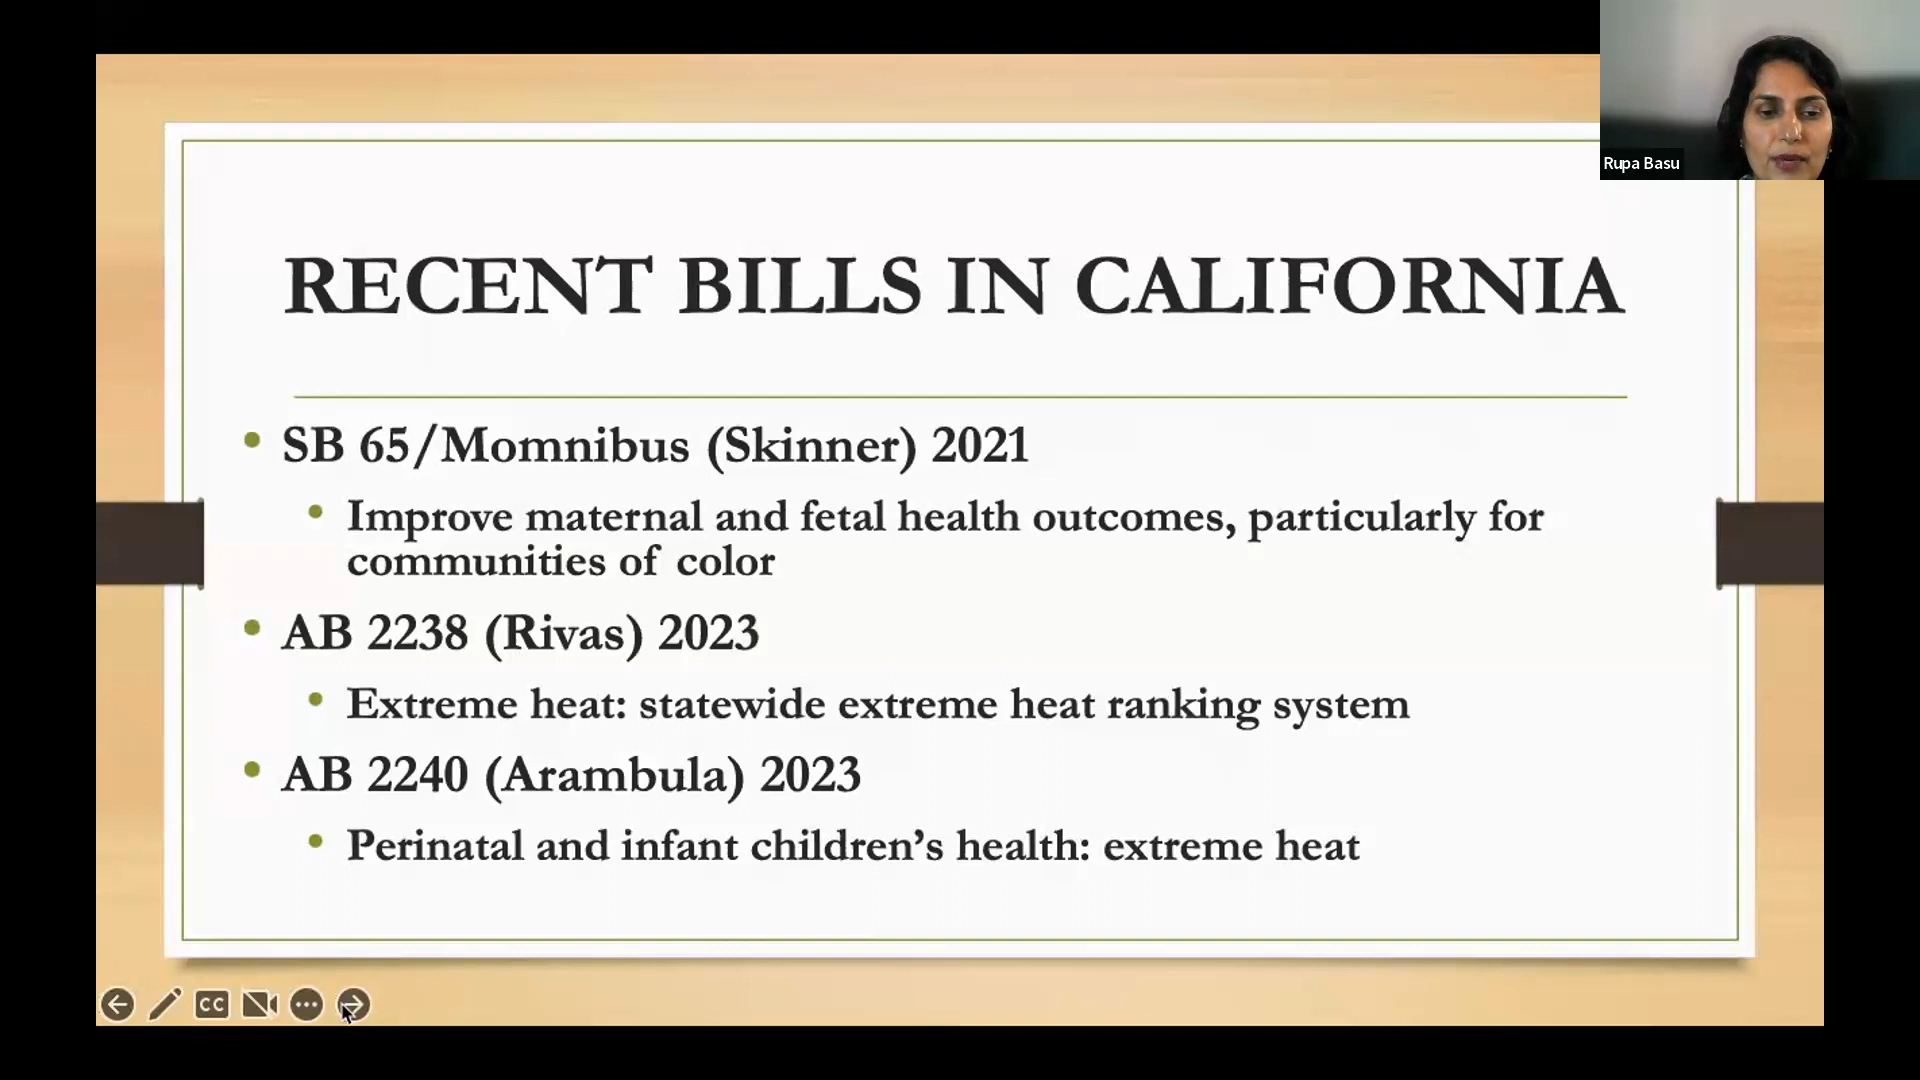 Rupa Basu
RECENT BILLS IN CALIFORNIA
• SB 65/Momnibus (Skinner) 2021
• Improve maternal and fetal health outcomes, particularly for
communities of color
• AB 2238 (Rivas) 2023
• Extreme heat: statewide extreme heat ranking system
• AB 2240 (Arambula) 2023
• Perinatal and infant children’s health: extreme heat
CC